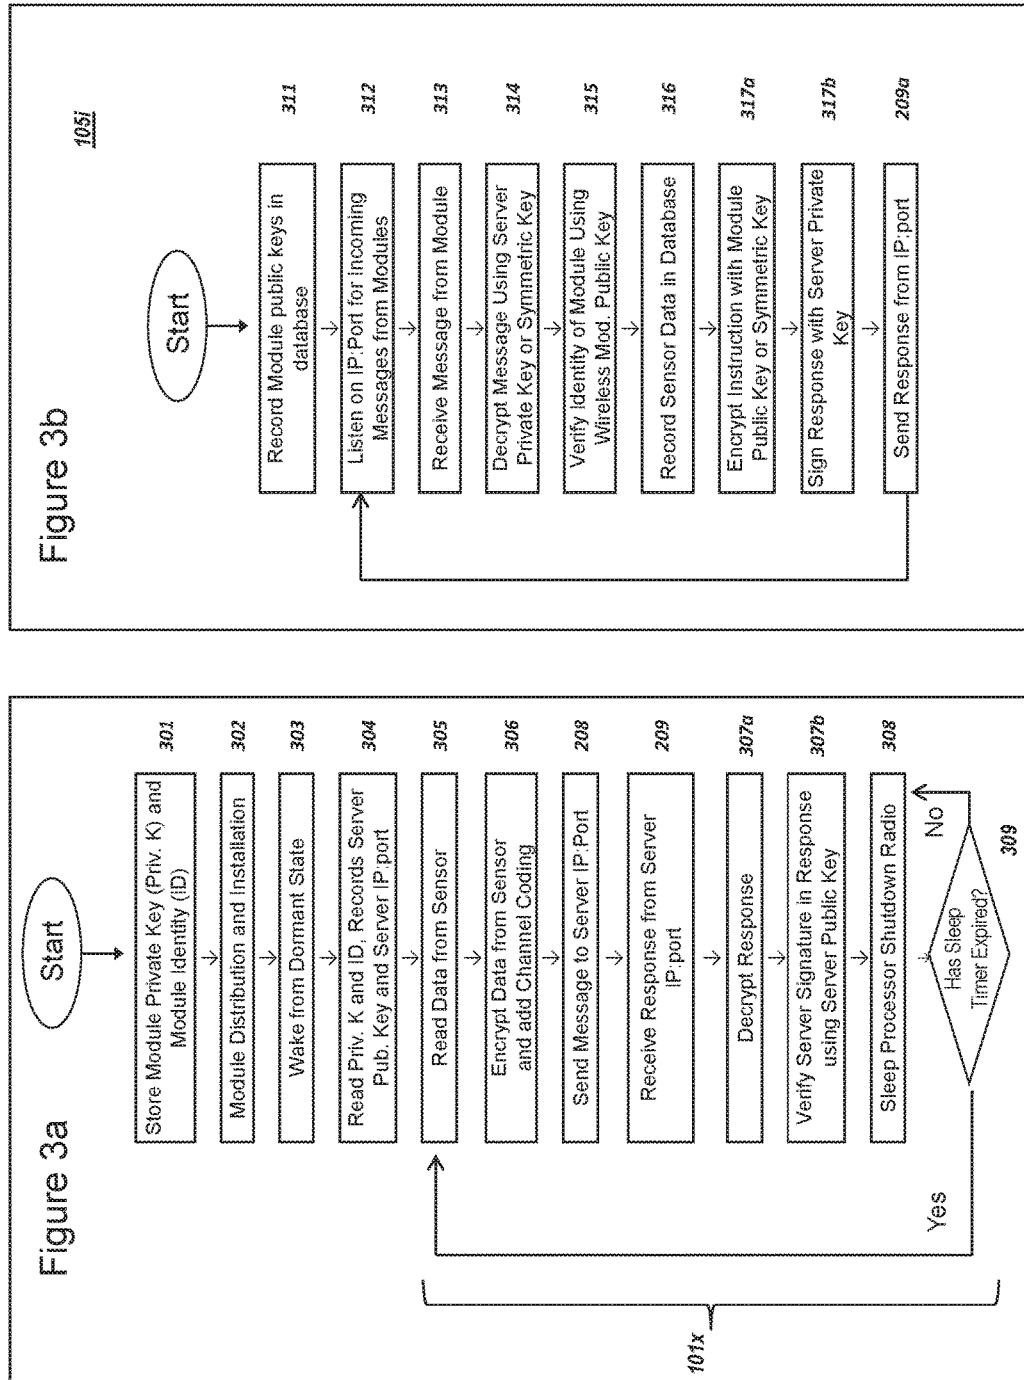 Figure 3a
Start
Store Module Private Key (Priv. K) and
Module Identity (ID)
301
Module Distribution and Installation
302
Wake from Dormant State
303
Read Priv. K and ID, Records Server
Pub. Key and Server IP:port
304
Read Data from Sensor
305
Encrypt Data from Sensor
and add Channel Coding
306
Send Message to Server IP:Port
208
Receive Response from Server
IP:port
209
Decrypt Response
307a
Verify Server Signature in Response
using Server Public Key
307b
Sleep Processor Shutdown Radio
308
Has Sleep
Timer Expired?
309
Yes
No
101x
Figure 3b
105i
Start
Record Module public keys in
database
311
Listen on IP:Port for Incoming
Messages from Modules
312
Receive Message from Module
313
Decrypt Message Using Server
Private Key or Symmetric Key
314
Verify Identity of Module Using
Wireless Mod. Public Key
315
Record Sensor Data in Database
316
Encrypt Instruction with Module
Public Key or Symmetric Key
317a
Sign Response with Server Private
Key
317b
Send Response from IP:port
209a